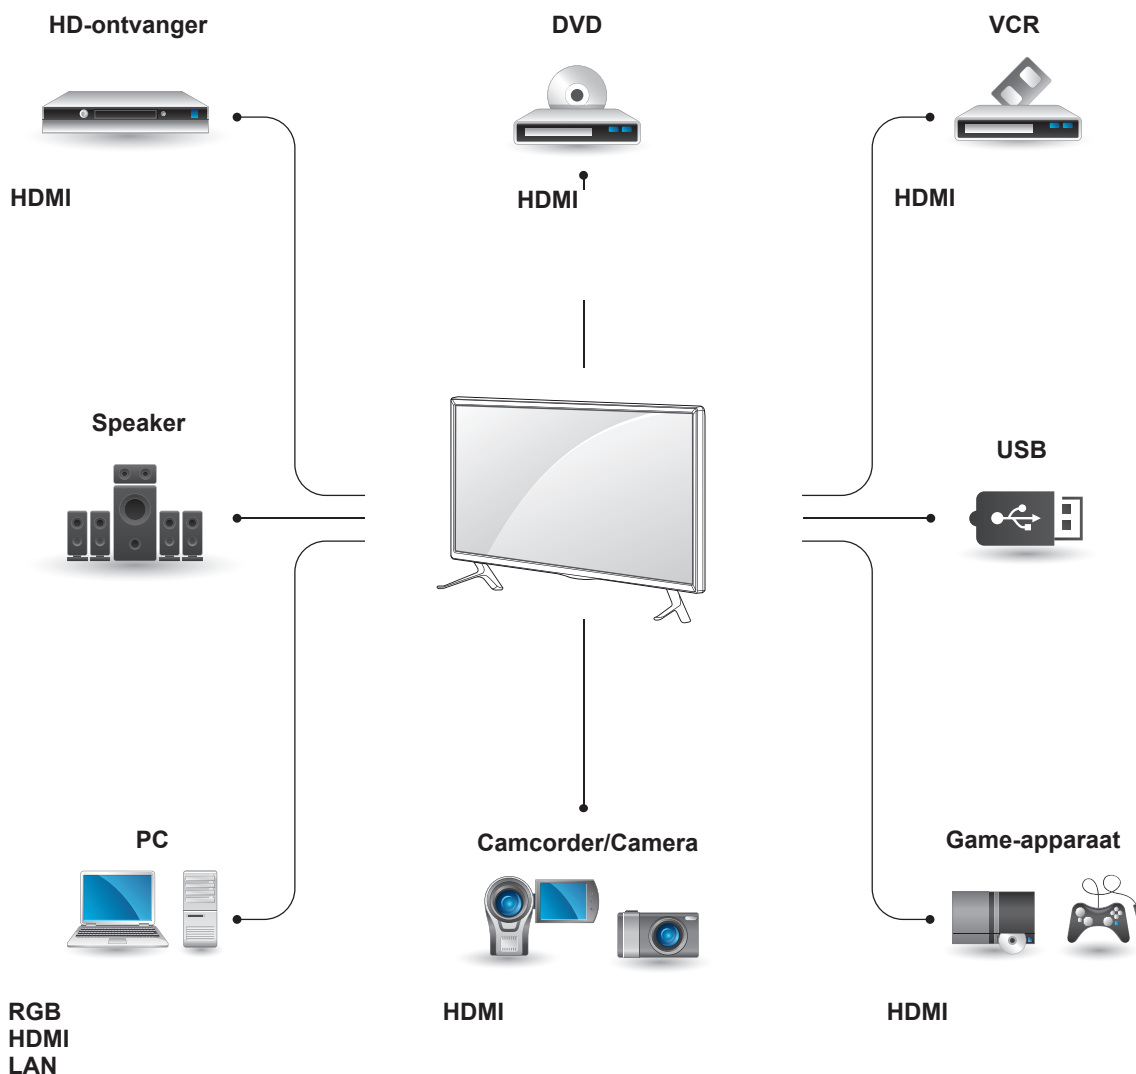 HD-ontvanger
DVD
VCR
HDMI
HDMI
HDMI
Speaker
USB
PC
Camcorder/Camera
Game-apparaat
RGB
HDMI
LAN
HDMI
HDMI